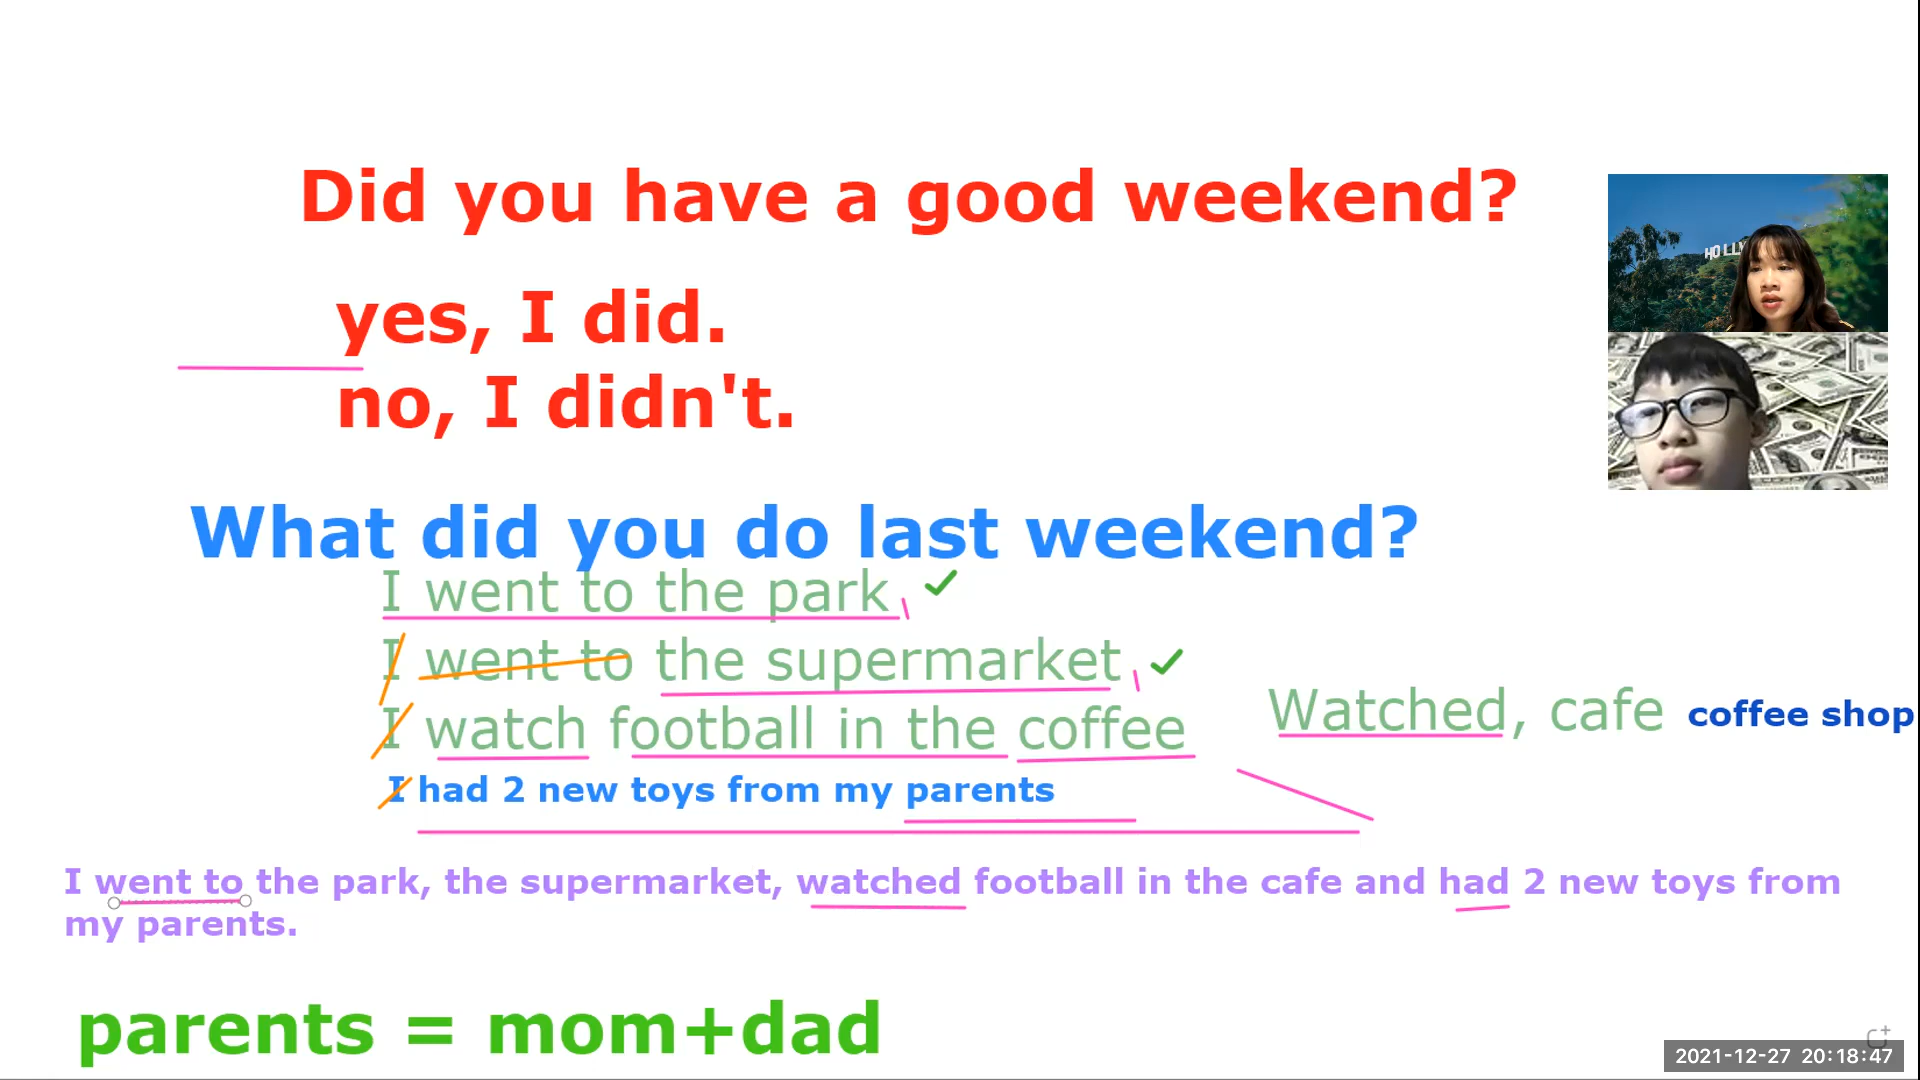 Did you have a good weekend?
yes, I did.
no, I didn't.
What did you do last weekend?
I went to the park
I went to the supermarket
I watch football in the coffee
Watched, cafe coffee shop
I had 2 new toys from my parents
I went to the park, the supermarket, watched football in the cafe and had 2 new toys from
my parents.
parents = mom+dad
HOLLY
2021-12-27 20:18:47